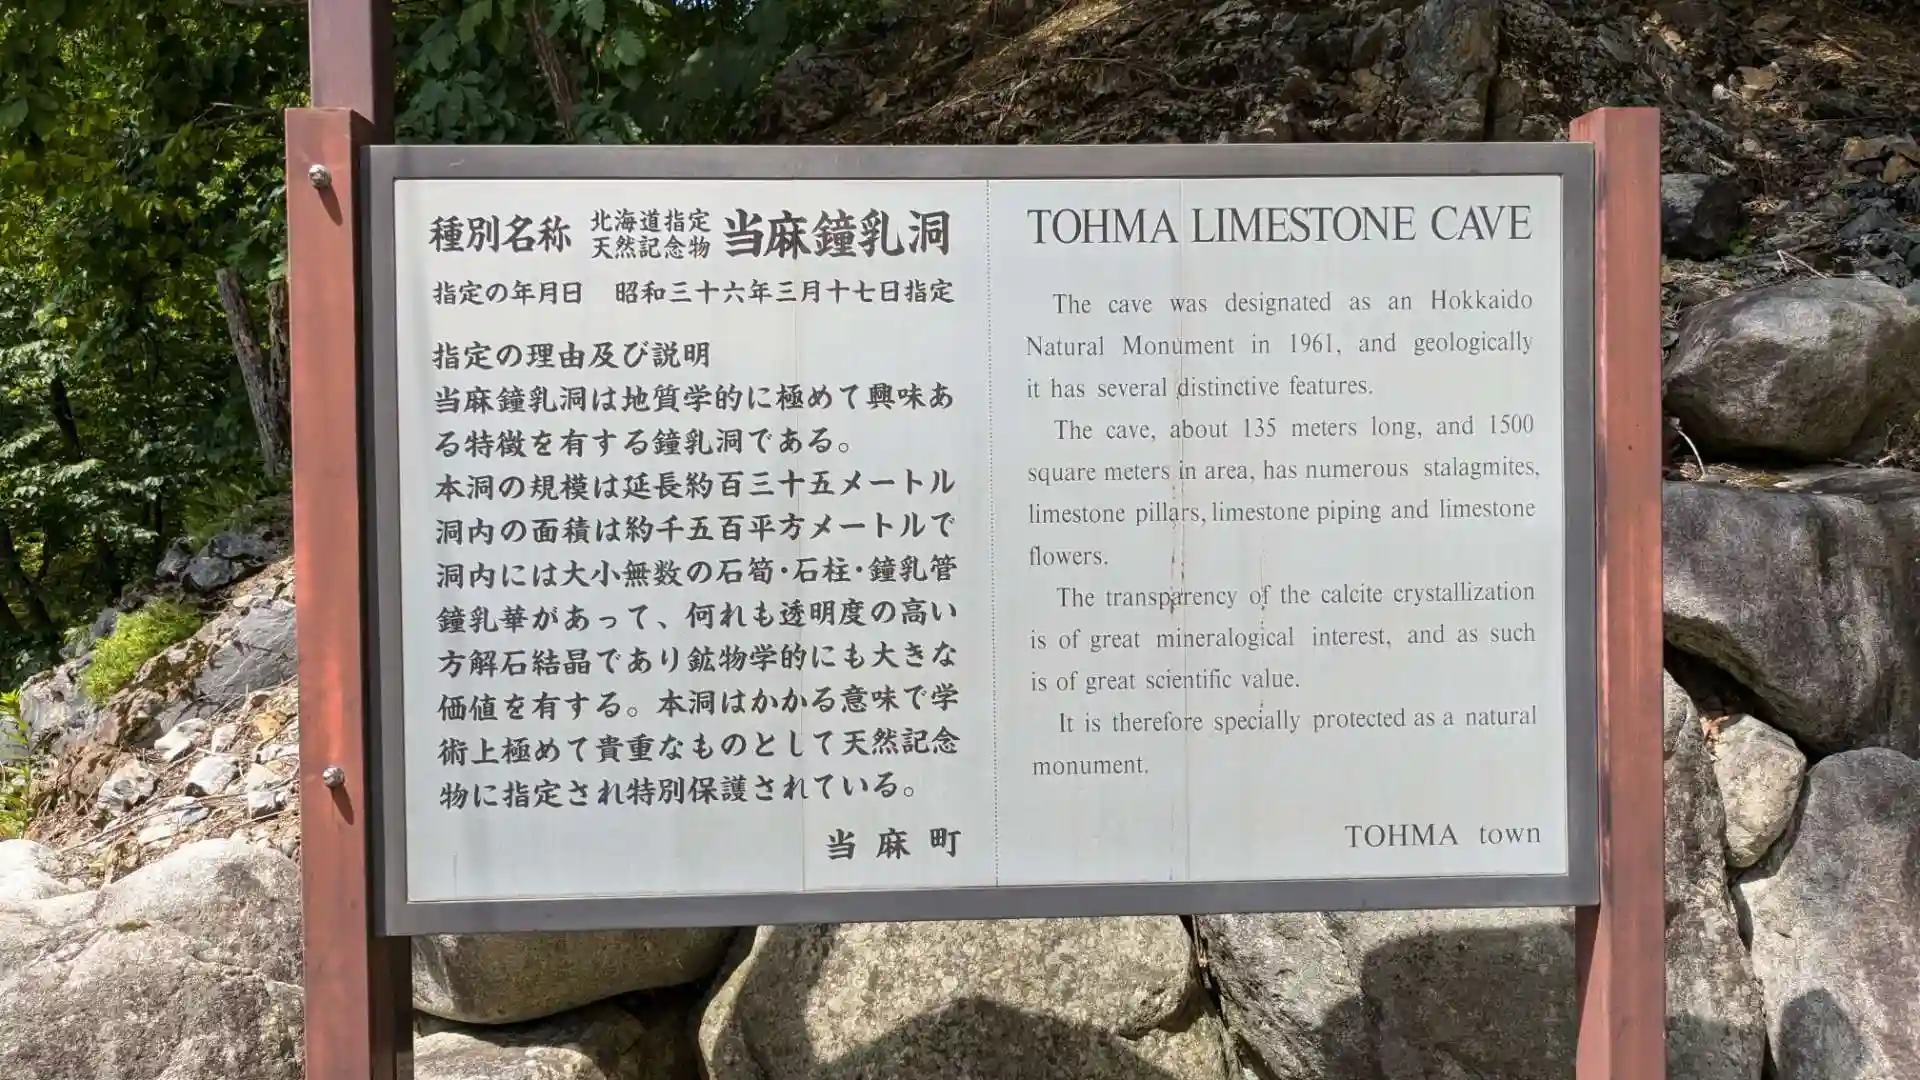 種別名称 北海道指定天然記念物 当麻鐘乳洞
指定の年月日 昭和三十六年三月十七日指定
指定の理由及び説明
当麻鐘乳洞は地質学的に極めて興味あ
る特徴を有する鐘乳洞である。
本洞の規模は延長約百三十五メートル
洞内の面積は約千五百平方メートルで
洞内には大小無数の石筍・石柱・鐘乳管
鐘乳華があって、何れも透明度の高い
方解石結晶であり鉱物学的にも大きな
価値を有する。本洞はかかる意味で学
術上極めて貴重なものとして天然記念
物に指定され特別保護されている。
当麻町
TOHMA LIMESTONE CAVE
The cave was designated as an Hokkaido
Natural Monument in 1961, and geologically
it has several distinctive features.
The cave, about 135 meters long, and 1500
square meters in area, has numerous stalagmites,
limestone pillars, limestone piping and limestone
flowers.
The transparency of the calcite crystallization
is of great mineralogical interest, and as such
is of great scientific value.
It is therefore specially protected as a natural
monument.
TOHMA town